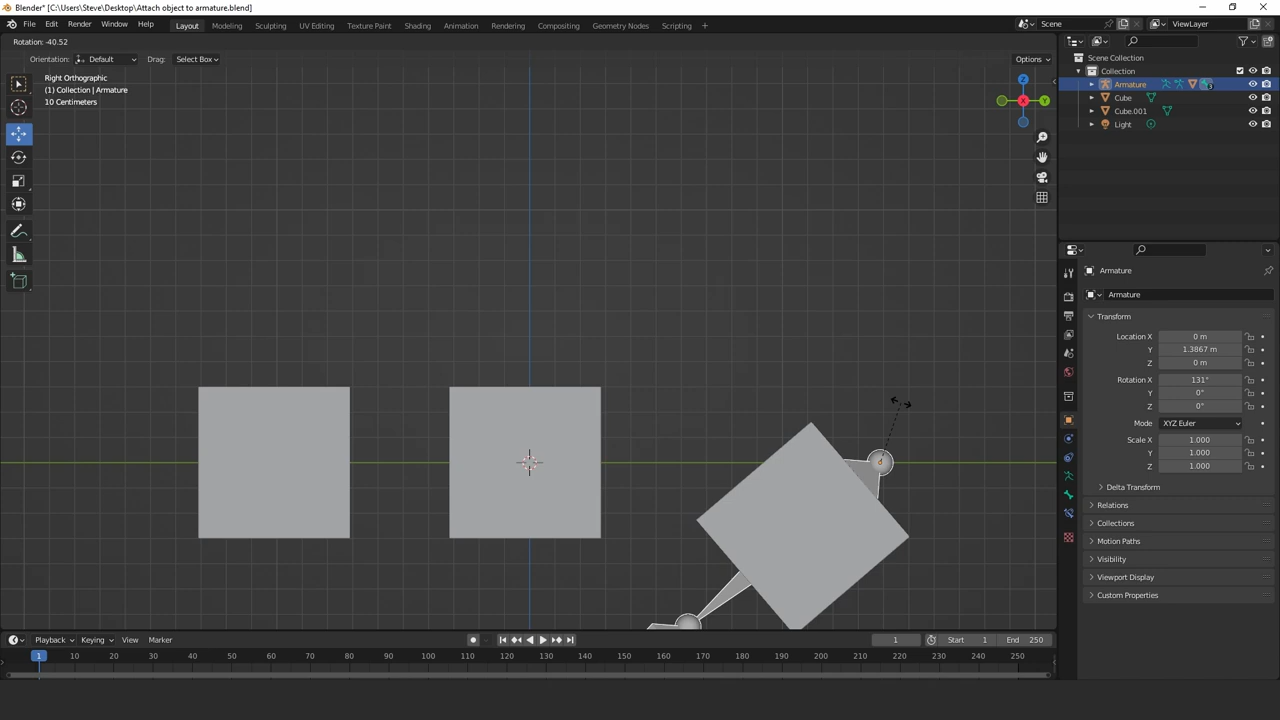 Blender* [C:\Users\Steve\Desktop\Attach object to armature.blend]
File Edit Render Window Help Layout Modeling Sculpting UV Editing Texture Paint Shading Animation Rendering Compositing Geometry Nodes Scripting + Scene ViewLayer
Rotation: -40.52
Orientation: Default Drag: Select Box Options
Right Orthographic
(1) Collection | Armature
10 Centimeters
Z
X
Y
Scene Collection
Collection
Armature 3
Cube
Cube.001
Light
Armature
Armature
Transform
Location X 0 m
Y 1.3867 m
Z 0 m
Rotation X 131°
Y 0°
Z 0°
Mode XYZ Euler
Scale X 1.000
Y 1.000
Z 1.000
Delta Transform
Relations
Collections
Motion Paths
Visibility
Viewport Display
Custom Properties
Playback Keying View Marker 1 Start 1 End 250
1 10 20 30 40 50 60 70 80 90 100 110 120 130 140 150 160 170 180 190 200 210 220 230 240 250